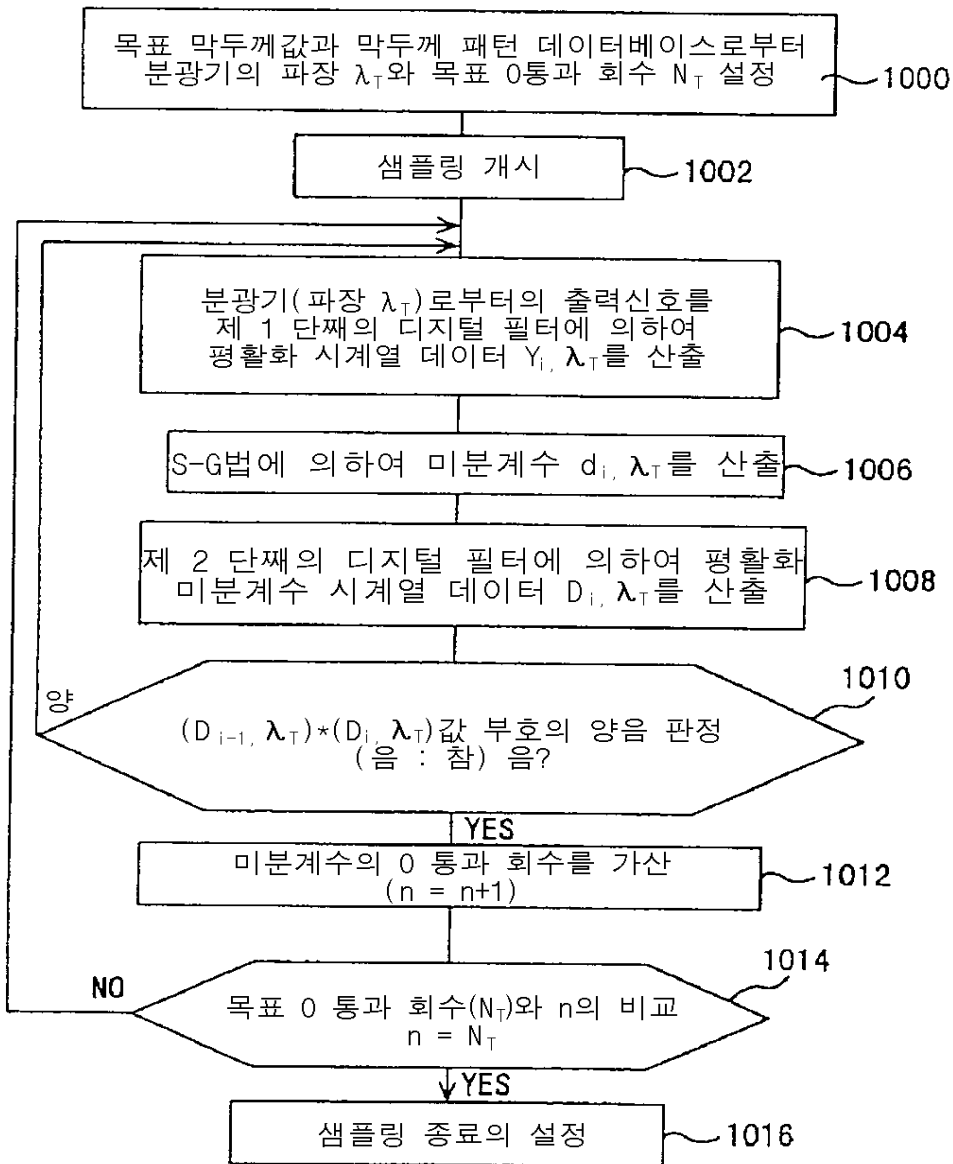 목표 막두께값과 막두께 패턴 데이터베이스로부터
분광기의 파장 λT와 목표 0통과 회수 NT 설정
1000
샘플링 개시
1002
분광기(파장 λT)로부터의 출력신호를
제 1 단째의 디지털 필터에 의하여
평활화 시계열 데이터 Yi, λT를 산출
1004
S-G법에 의하여 미분계수 di, λT를 산출
1006
제 2 단째의 디지털 필터에 의하여 평활화
미분계수 시계열 데이터 Di, λT를 산출
1008
1010
양
(Di-1, λT)*(Di, λT)값 부호의 양음 판정
(음 : 참) 음?
YES
미분계수의 0 통과 회수를 가산
(n = n+1)
1012
1014
NO
목표 0 통과 회수(NT)와 n의 비교
n = NT
YES
샘플링 종료의 설정
1016